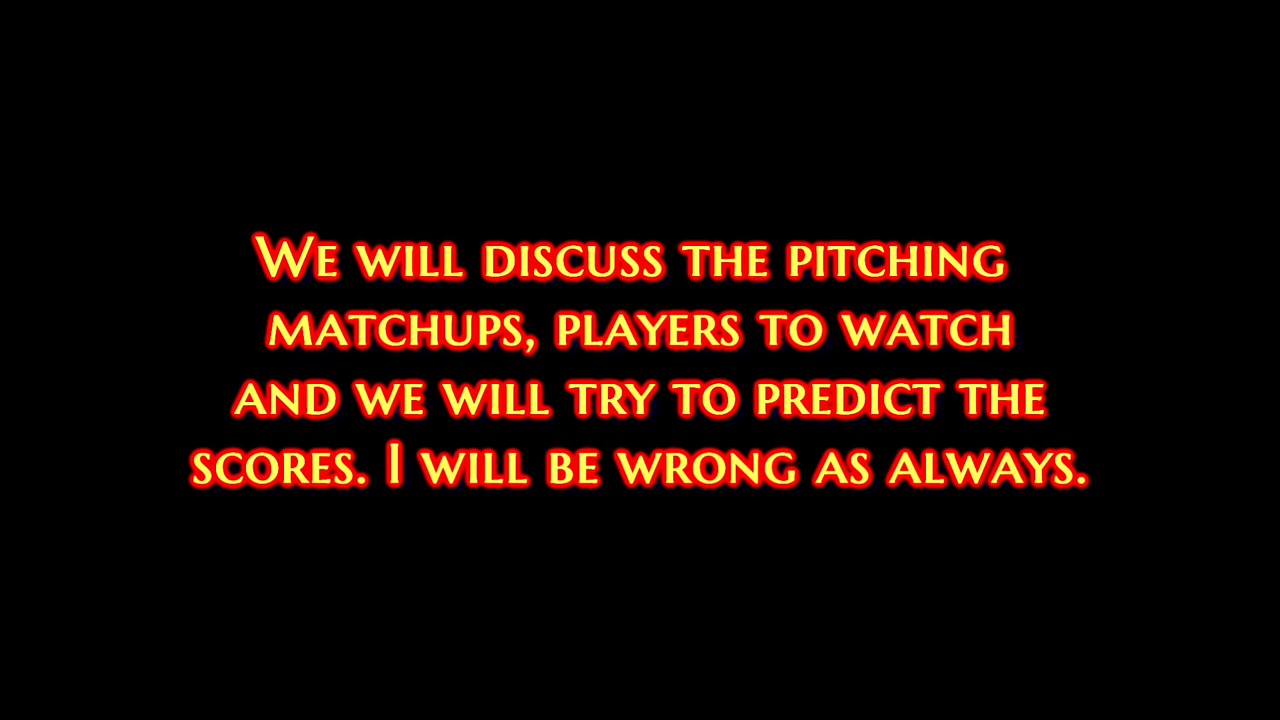 We will discuss the pitching
matchups, players to watch
and we will try to predict the
scores. I will be wrong as always.